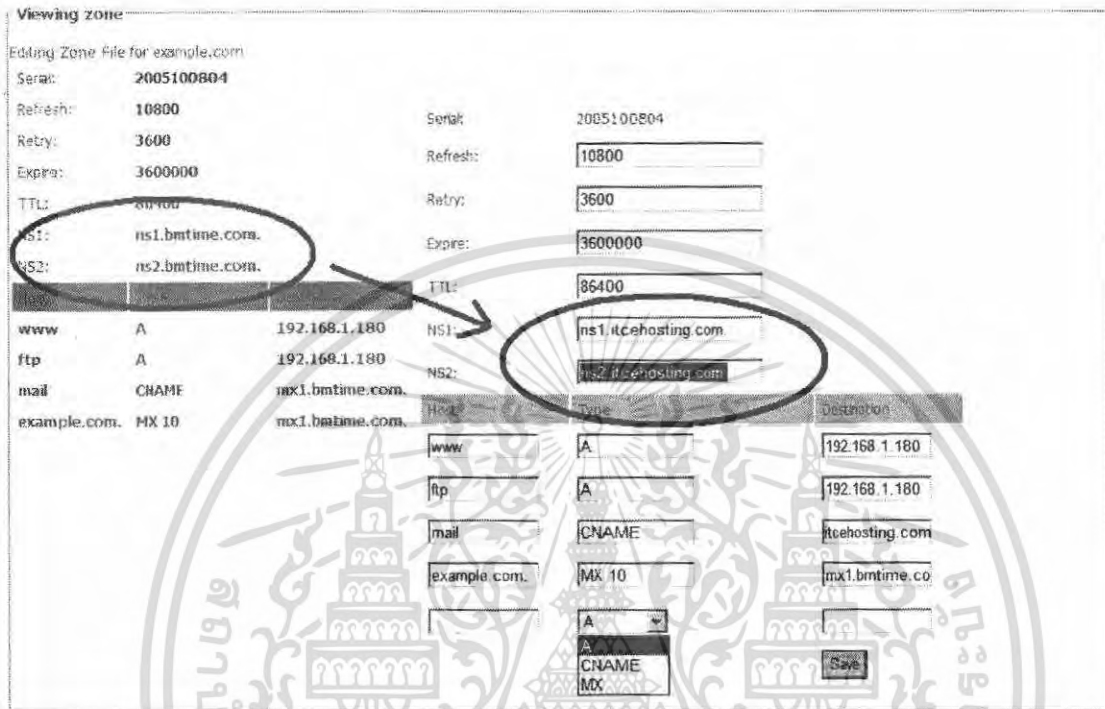 Viewing zone
Editing Zone File for example.com
Serial: 2005100804
Refresh: 10800
Retry: 3600
Expire: 3600000
TTL: 86400
NS1: ns1.bmtime.com.
NS2: ns2.bmtime.com.
www A 192.168.1.180
ftp A 192.168.1.180
mail CNAME mx1.bmtime.com.
example.com. MX 10 mx1.bmtime.com.
Serial: 2005100804
Refresh: 10800
Retry: 3600
Expire: 3600000
TTL: 86400
NS1: ns1.itcehosting.com
NS2: ns2.itcehosting.com
Host Type Destination
www A 192.168.1.180
ftp A 192.168.1.180
mail CNAME itcehosting.com
example.com. MX 10 mx1.bmtime.co
A
A
CNAME
MX
Save